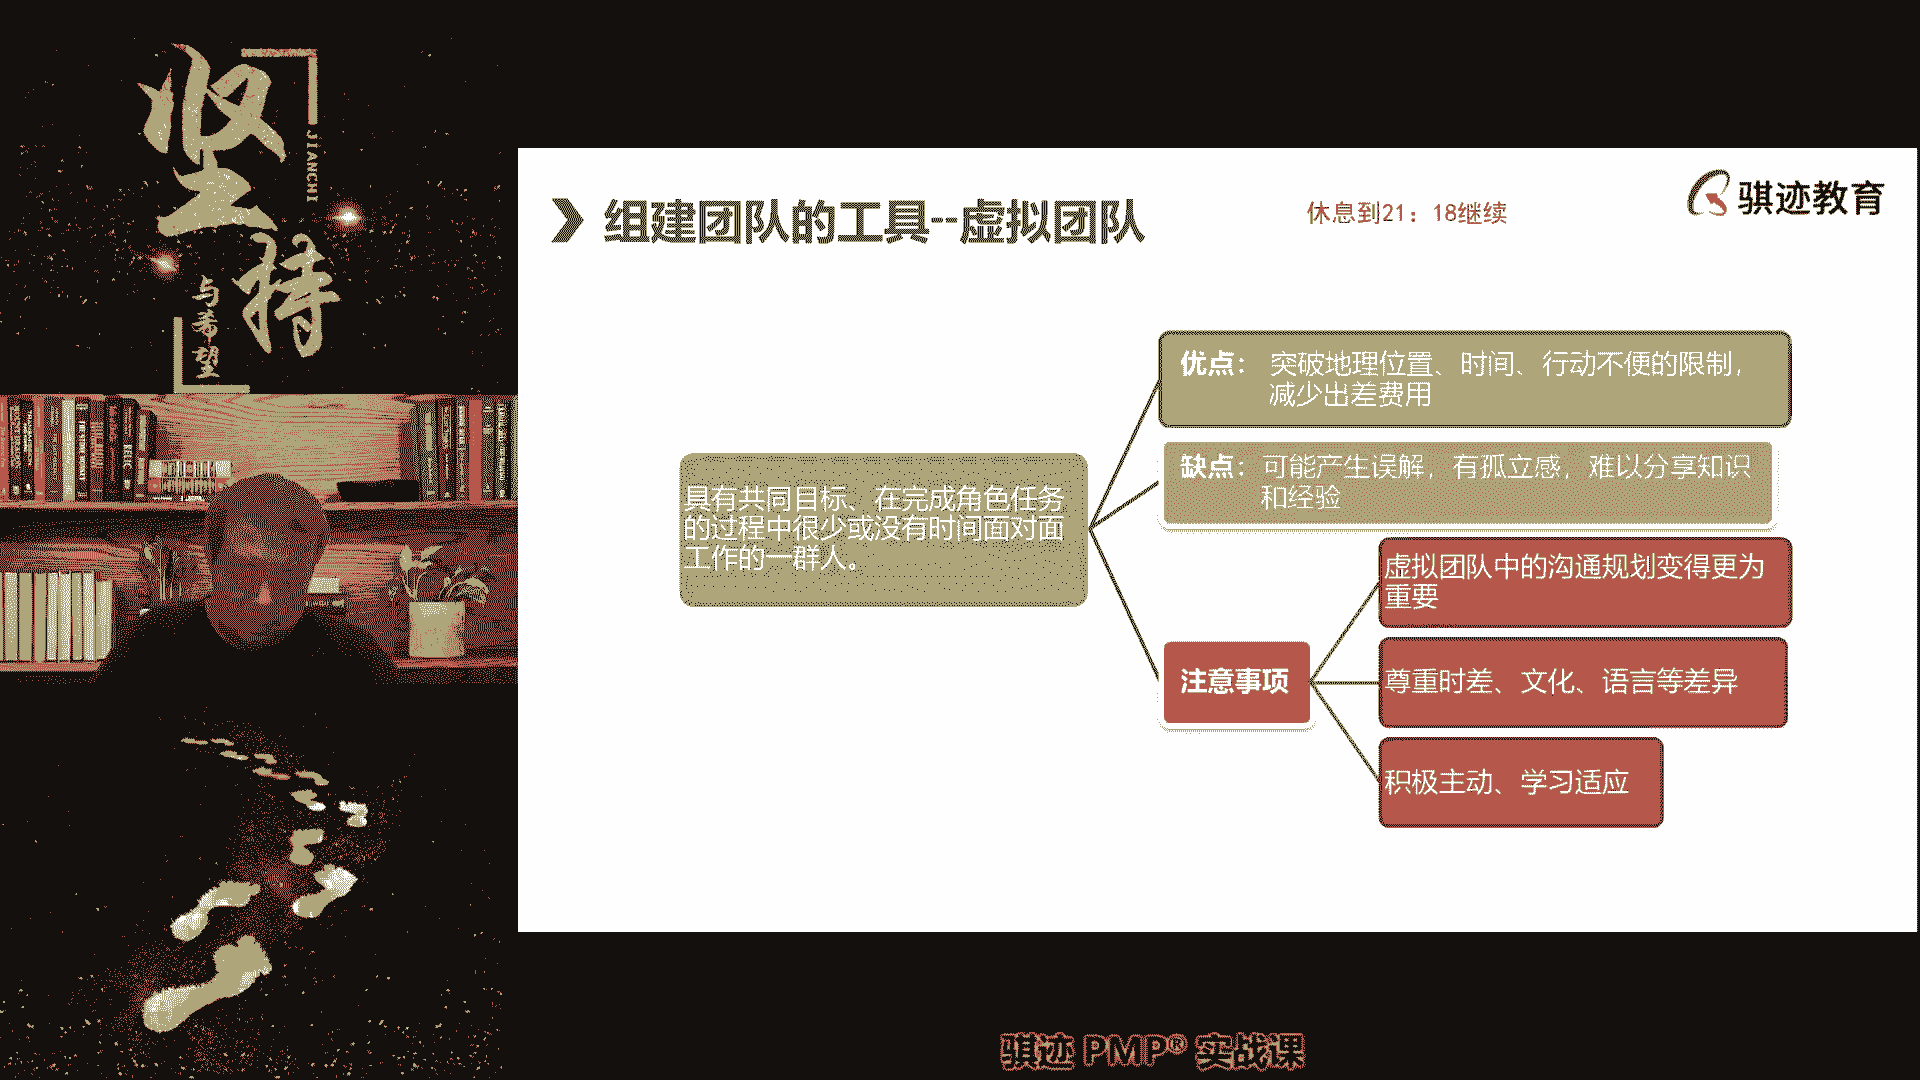 坚持
JIANCHI
与希望
组建团队的工具--虚拟团队
休息到21：18继续
骐迹教育
优点： 突破地理位置、时间、行动不便的限制，
减少出差费用
缺点： 可能产生误解，有孤立感，难以分享知识
和经验
具有共同目标、在完成角色任务
的过程中很少或没有时间面对面
工作的一群人。
注意事项
虚拟团队中的沟通规划变得更为
重要
尊重时差、文化、语言等差异
积极主动、学习适应
骐迹 PMP® 实战课